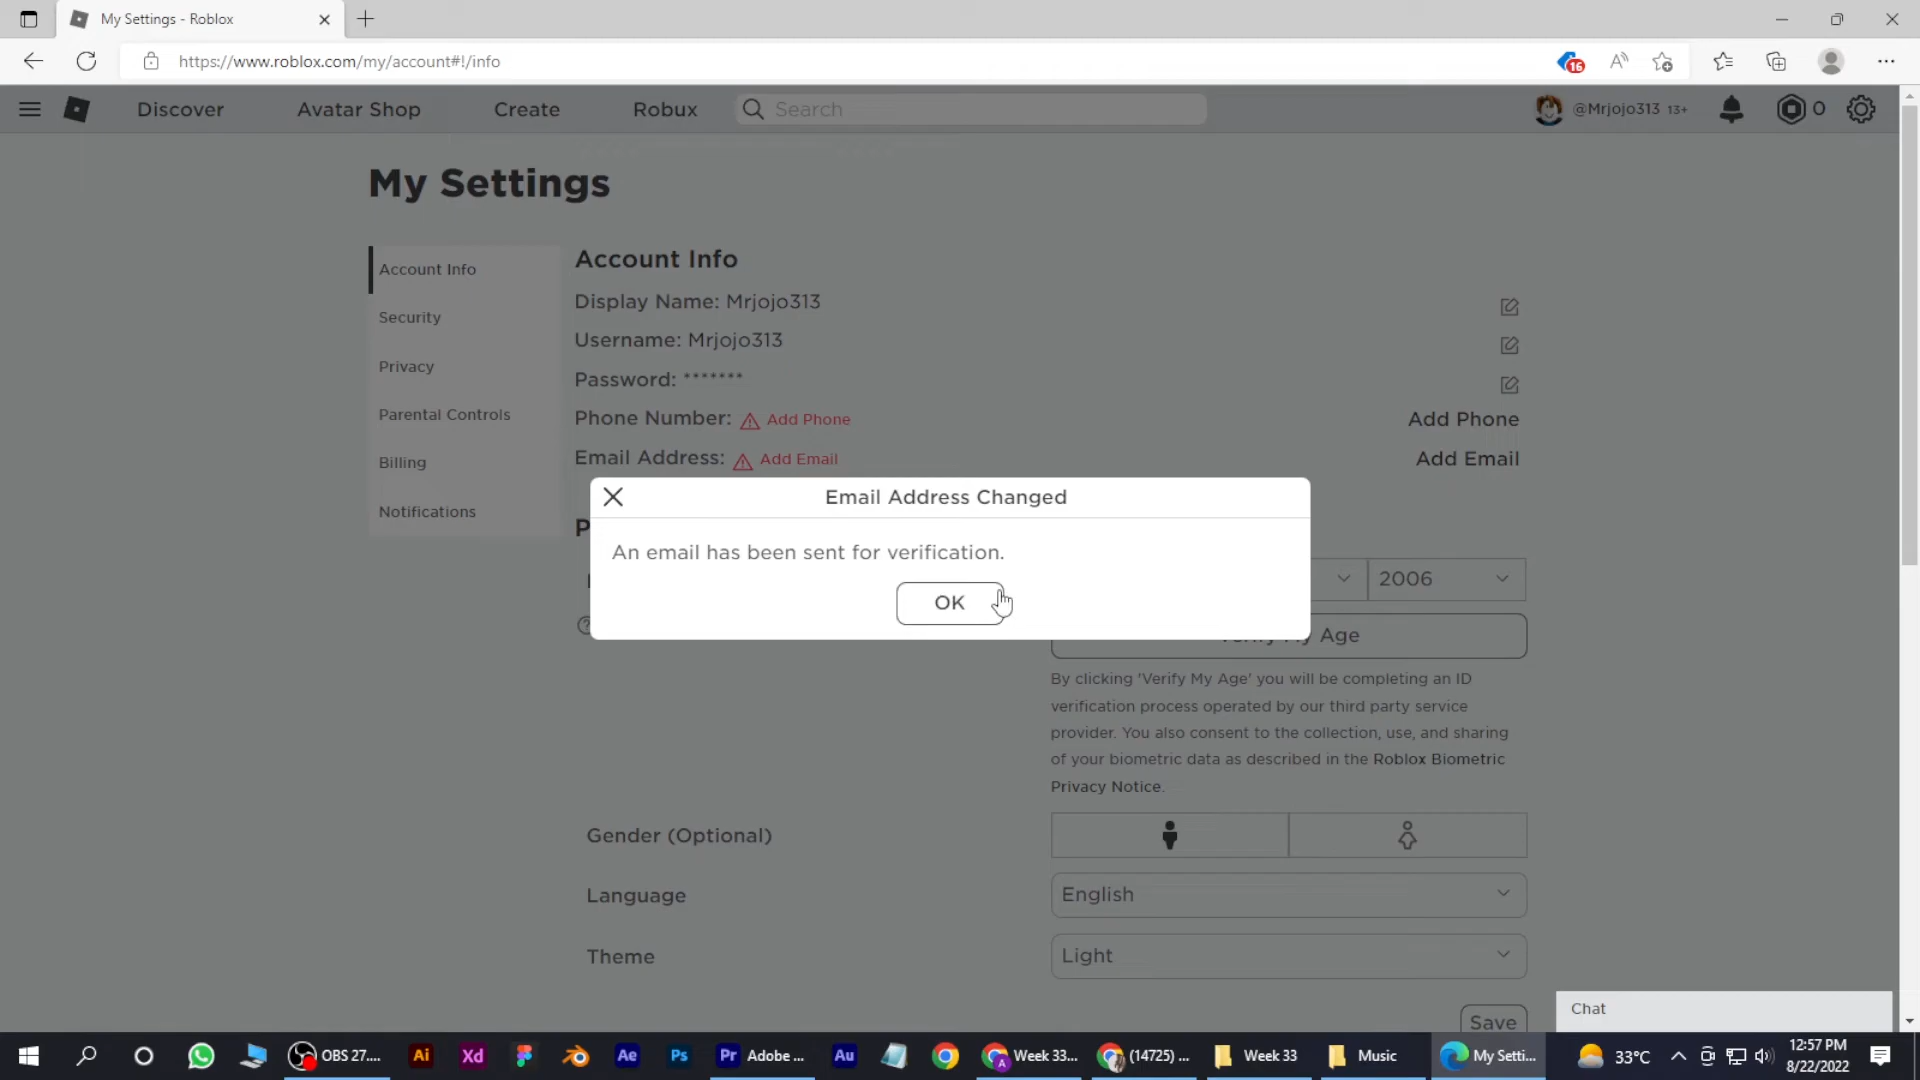 My Settings - Roblox
https://www.roblox.com/my/account#!/info
16
Discover
Avatar Shop
Create
Robux
Search
@Mrjojo313 13+
0
My Settings
Account Info
Security
Privacy
Parental Controls
Billing
Notifications
Account Info
Display Name: Mrjojo313
Username: Mrjojo313
Password: *******
Phone Number: Add Phone
Add Phone
Email Address: Add Email
Add Email
Email Address Changed
An email has been sent for verification.
OK
2006
Age
By clicking 'Verify My Age' you will be completing an ID
verification process operated by our third party service
provider. You also consent to the collection, use, and sharing
of your biometric data as described in the Roblox Biometric
Privacy Notice.
Gender (Optional)
Language
English
Theme
Light
Save
Chat
OBS 27....
Ai
Xd
Ae
Ps
Pr
Adobe ...
Au
Week 33...
(14725) ...
Week 33
Music
My Setti...
33°C
12:57 PM
8/22/2022